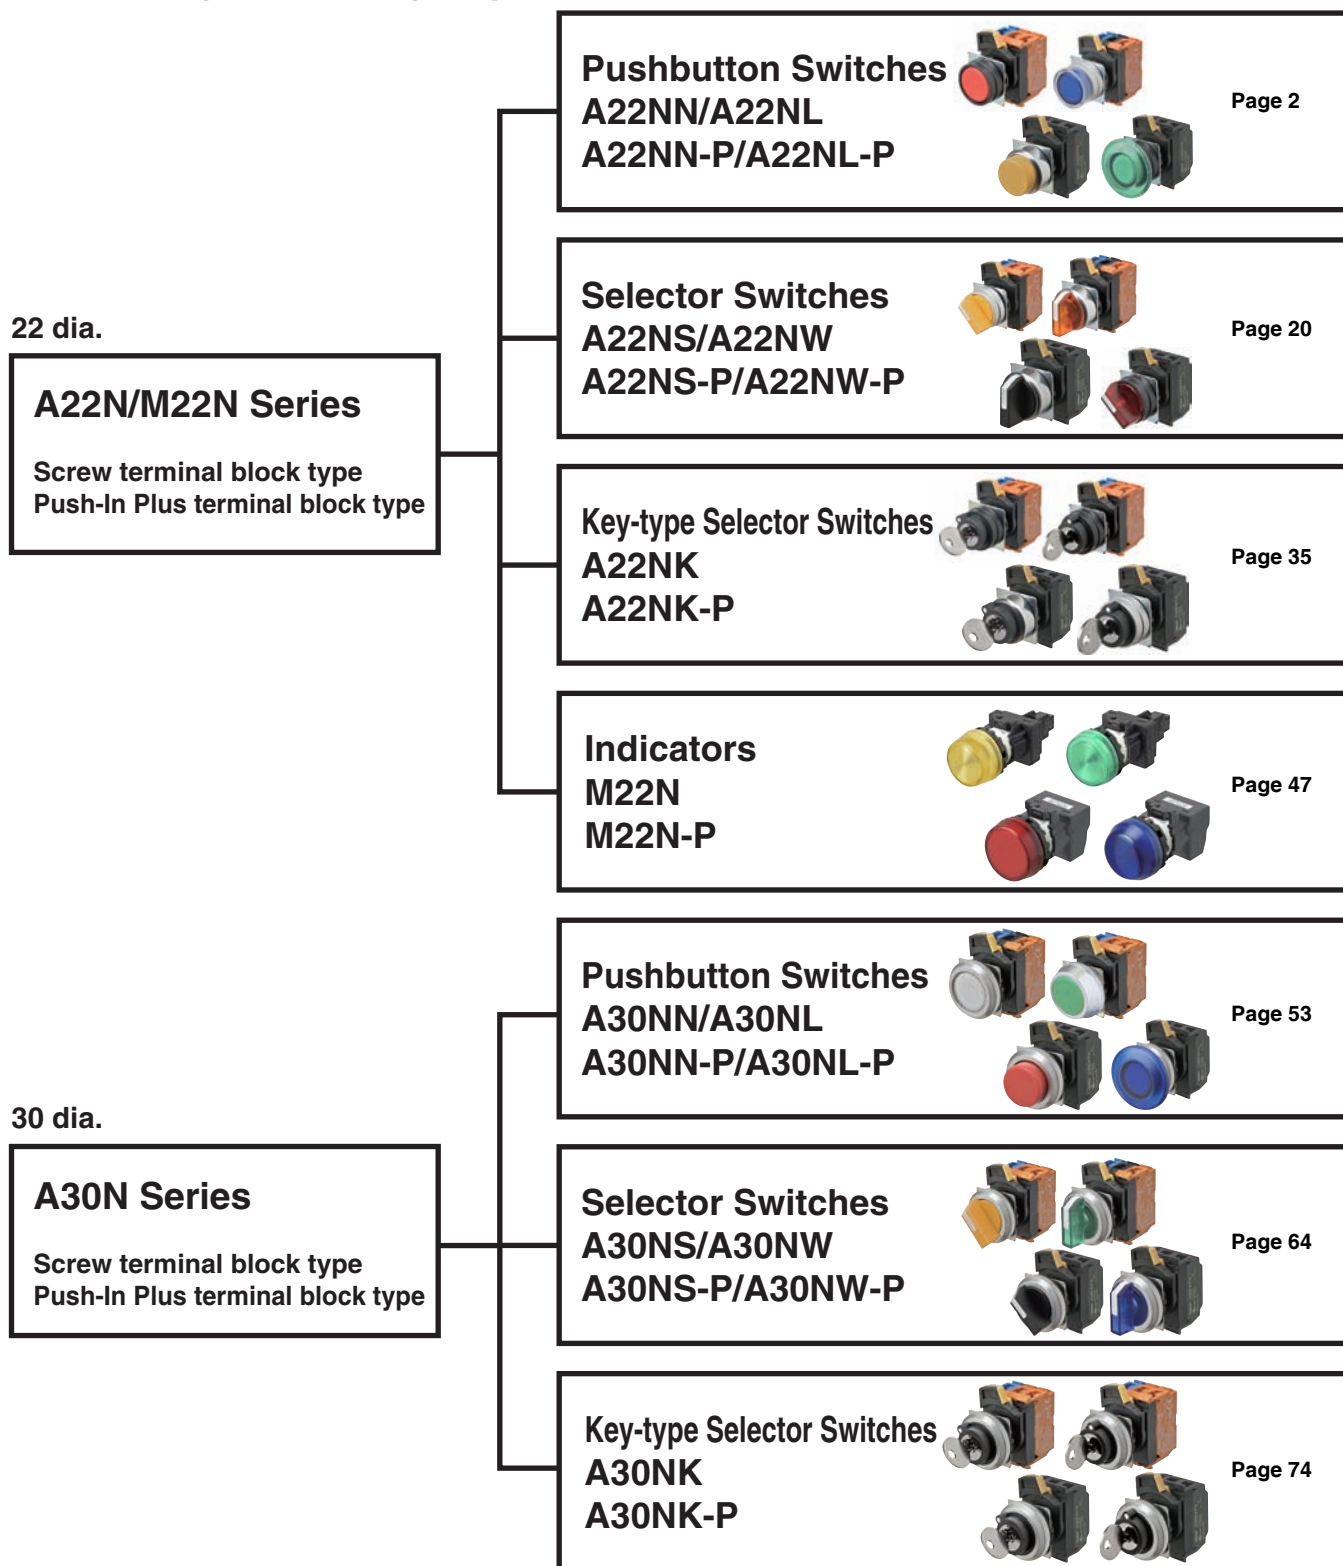 Pushbutton Switches
A22NN/A22NL
A22NN-P/A22NL-P
Page 2
Selector Switches
A22NS/A22NW
A22NS-P/A22NW-P
Page 20
22 dia.
A22N/M22N Series
Screw terminal block type
Push-In Plus terminal block type
Key-type Selector Switches
A22NK
A22NK-P
Page 35
Indicators
M22N
M22N-P
Page 47
Pushbutton Switches
A30NN/A30NL
A30NN-P/A30NL-P
Page 53
30 dia.
A30N Series
Screw terminal block type
Push-In Plus terminal block type
Selector Switches
A30NS/A30NW
A30NS-P/A30NW-P
Page 64
Key-type Selector Switches
A30NK
A30NK-P
Page 74